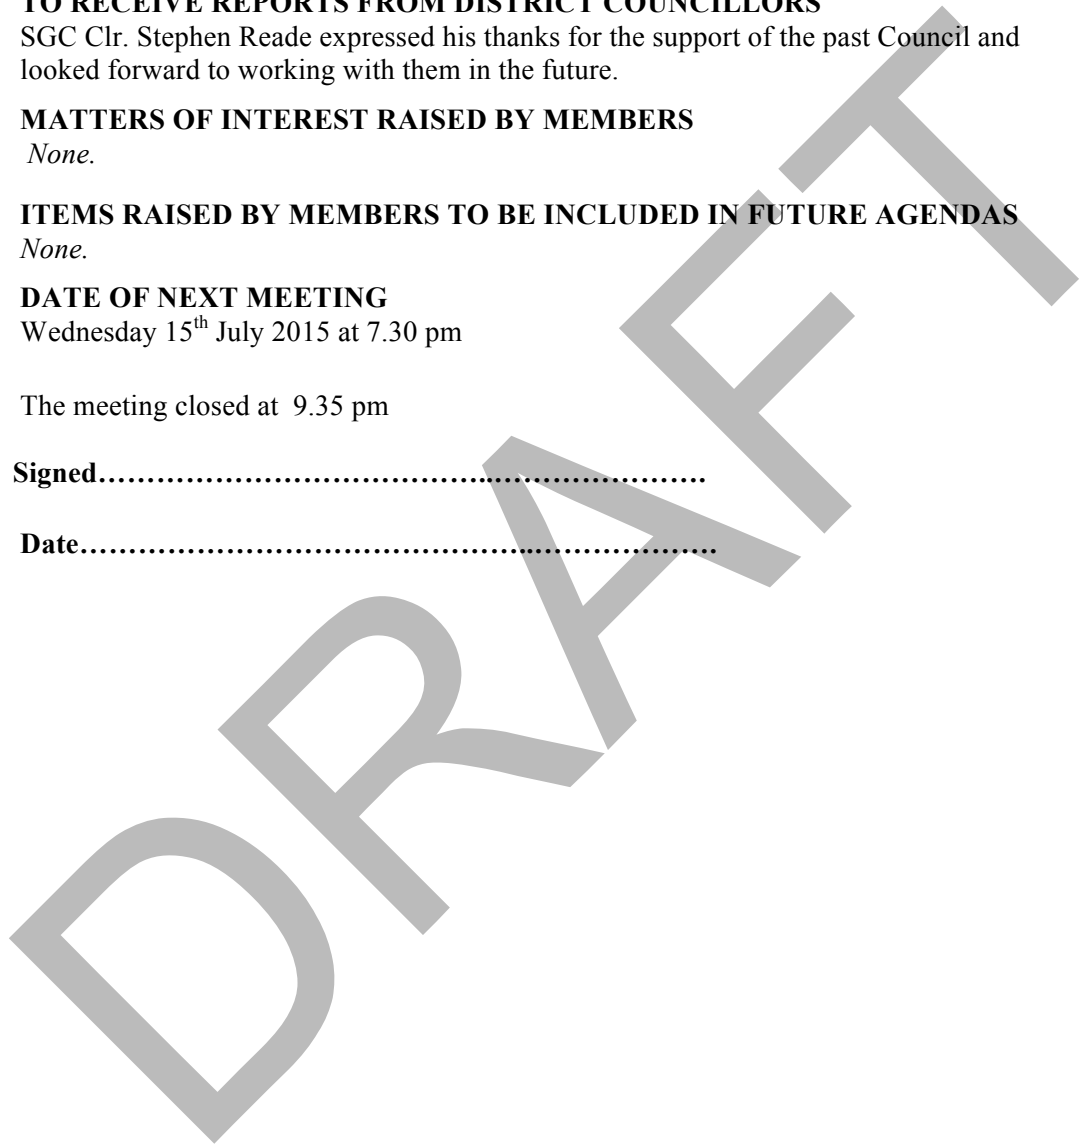 TO RECEIVE REPORTS FROM DISTRICT COUNCILLORS
SGC Clr. Stephen Reade expressed his thanks for the support of the past Council and
looked forward to working with them in the future.
MATTERS OF INTEREST RAISED BY MEMBERS
None.
ITEMS RAISED BY MEMBERS TO BE INCLUDED IN FUTURE AGENDAS
None.
DATE OF NEXT MEETING
Wednesday 15th July 2015 at 7.30 pm
The meeting closed at  9.35 pm
Signed…………………………………..………………….
Date………………………………………..……………….
DRAFT